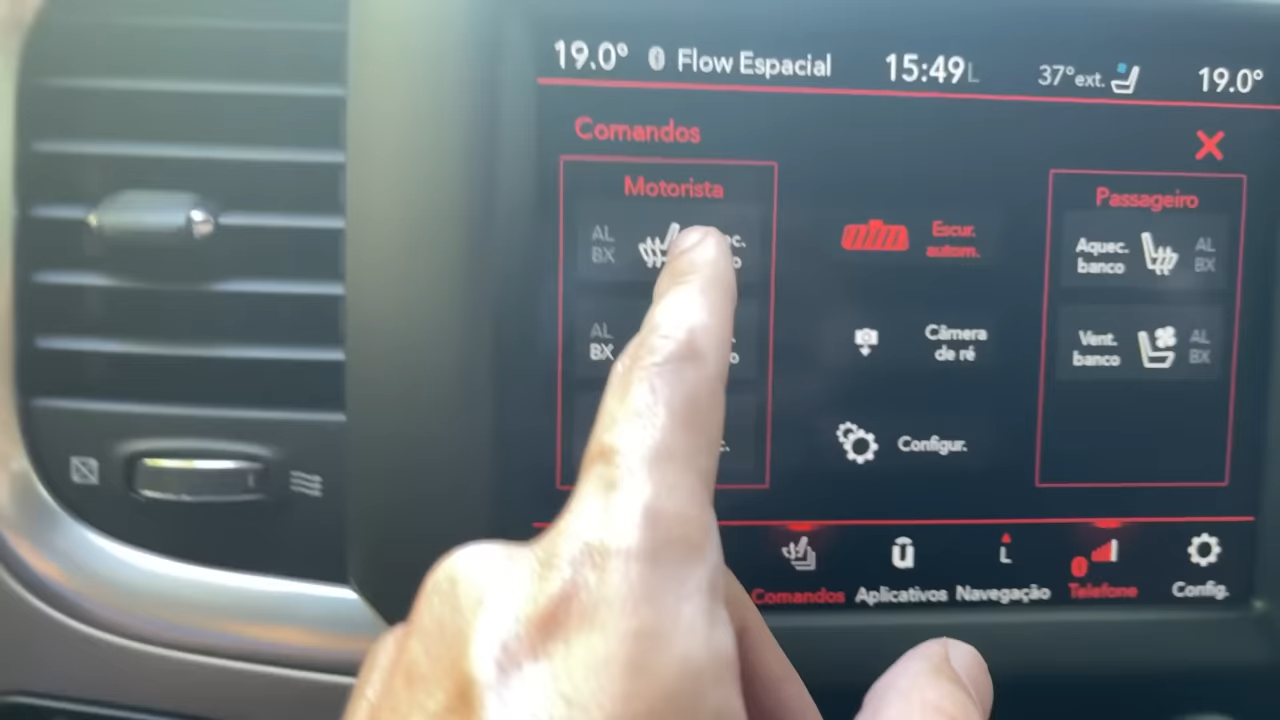 19.0° Flow Espacial 15:49 L 37°ext. 19.0°
Comandos
Motorista
AL
BX
AL
BX
Escur.
autom.
Câmera
de ré
Configur.
Passageiro
Aquec.
banco
AL
BX
Vent.
banco
AL
BX
Comandos
Aplicativos
L
Navegação
0
Telefone
Config.